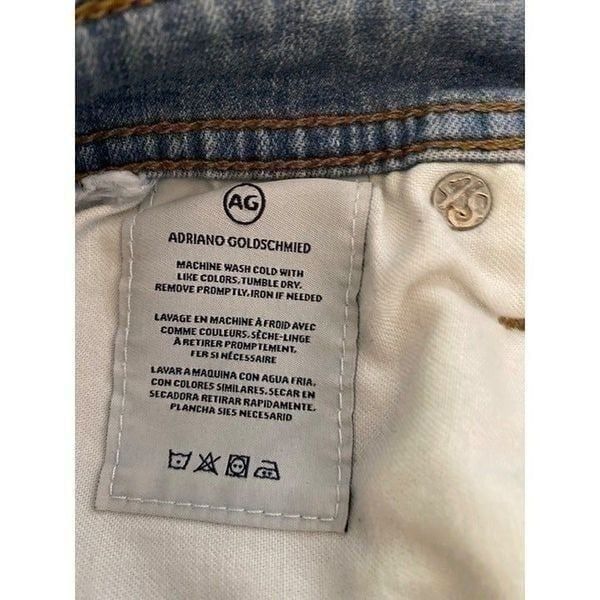 AG
ADRIANO GOLDSCHMIED
MACHINE WASH COLD WITH
LIKE COLORS, TUMBLE DRY.
REMOVE PROMPTLY, IRON IF NEEDED
LAVAGE EN MACHINE À FROID AVEC
COMME COULEURS, SÈCHE-LINGE
À RETIRER PROMPTEMENT,
FER SI NÉCESSAIRE
LAVAR A MAQUINA CON AGUA FRIA,
CON COLORES SIMILARES, SECAR EN
SECADORA RETIRAR RAPIDAMENTE,
PLANCHA SIES NECESARID